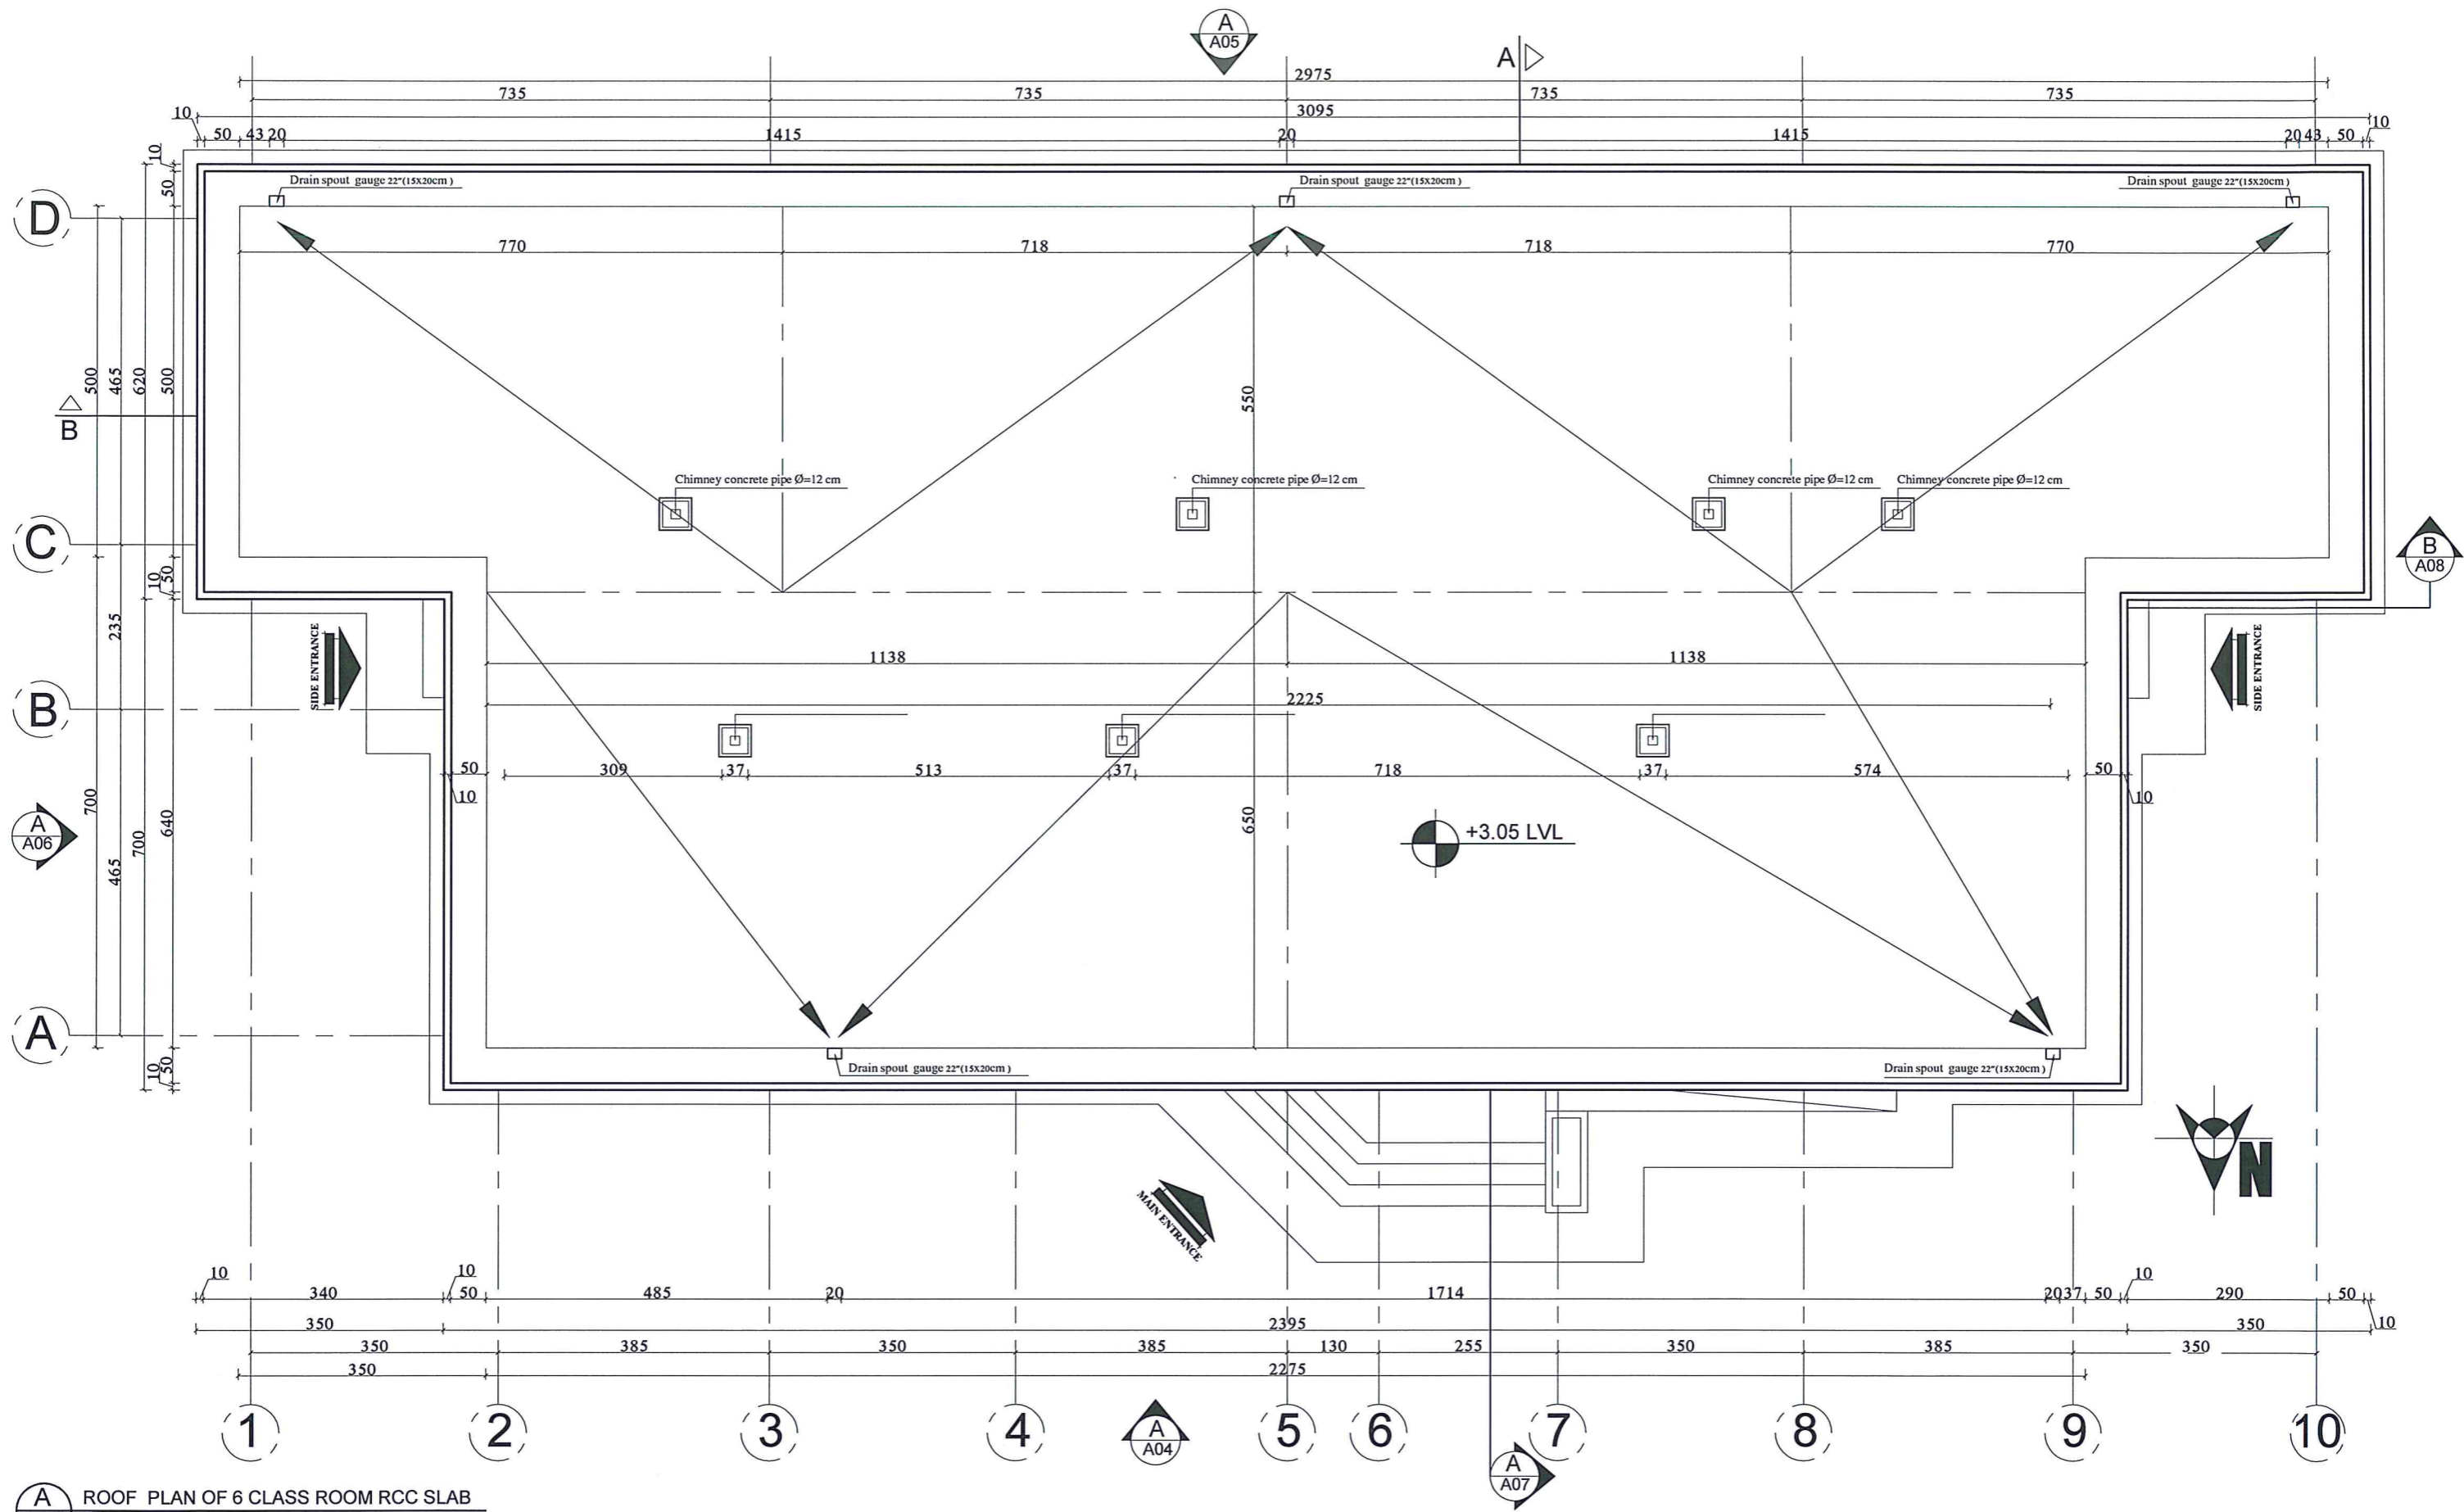 A
A05
A
2975
735 735 735 735
3095
10 50 43 20 1415 20 1415 20 43 50 10
10
50
Drain spout gauge 22"(15X20cm )
Drain spout gauge 22"(15X20cm )
Drain spout gauge 22"(15X20cm )
D
770 718 718 770
500 465 620 500
550
B
Chimney concrete pipe Ø=12 cm
Chimney concrete pipe Ø=12 cm
Chimney concrete pipe Ø=12 cm
Chimney concrete pipe Ø=12 cm
C
B
A08
10 50
235
SIDE ENTRANCE
SIDE ENTRANCE
1138 1138
B
2225
50 309 37 513 37 718 37 574 50
10 10
700 465 700 640
650
A
A06
+3.05 LVL
A
10 50
Drain spout gauge 22"(15X20cm )
Drain spout gauge 22"(15X20cm )
N
MAIN ENTRANCE
10 340 10 50 485 20 1714 20 37 50 10 290 50 10
350 2395 350
350 385 350 385 130 255 350 385 350
350 2275
1 2 3 4 5 6 7 8 9 10
A
A04
A
A07
A ROOF PLAN OF 6 CLASS ROOM RCC SLAB